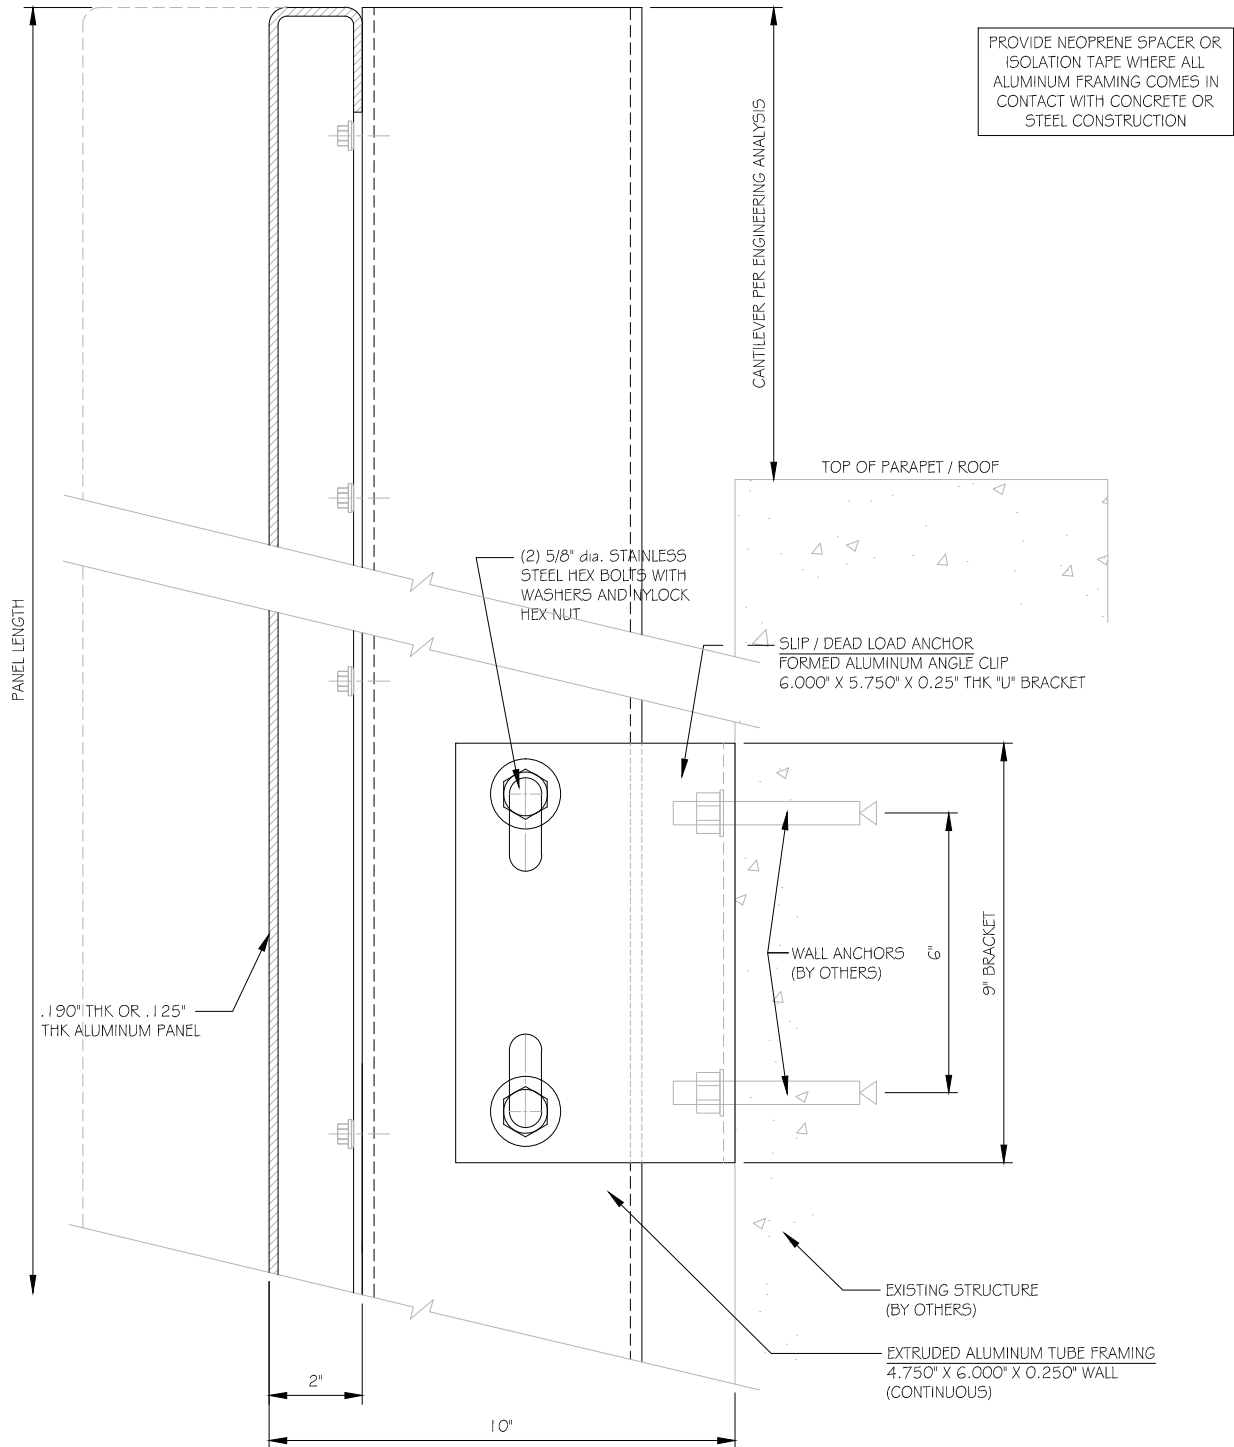 PROVIDE NEOPRENE SPACER OR
ISOLATION TAPE WHERE ALL
ALUMINUM FRAMING COMES IN
CONTACT WITH CONCRETE OR
STEEL CONSTRUCTION
CANTILEVER PER ENGINEERING ANALYSIS
TOP OF PARAPET / ROOF
(2) 5/8" dia. STAINLESS
STEEL HEX BOLTS WITH
WASHERS AND NYLOCK
HEX NUT
PANEL LENGTH
SLIP / DEAD LOAD ANCHOR
FORMED ALUMINUM ANGLE CLIP
6.000" X 5.750" X 0.25" THK "U" BRACKET
WALL ANCHORS
(BY OTHERS)
6"
9" BRACKET
.190" THK OR .125"
THK ALUMINUM PANEL
EXISTING STRUCTURE
(BY OTHERS)
EXTRUDED ALUMINUM TUBE FRAMING
4.750" X 6.000" X 0.250" WALL
(CONTINUOUS)
2"
10"